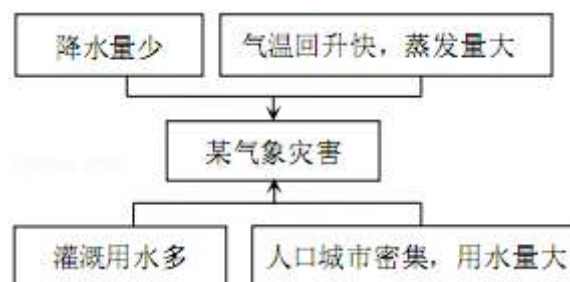 降水量少
气温回升快，蒸发量大
某气象灾害
灌溉用水多
人口城市密集，用水量大